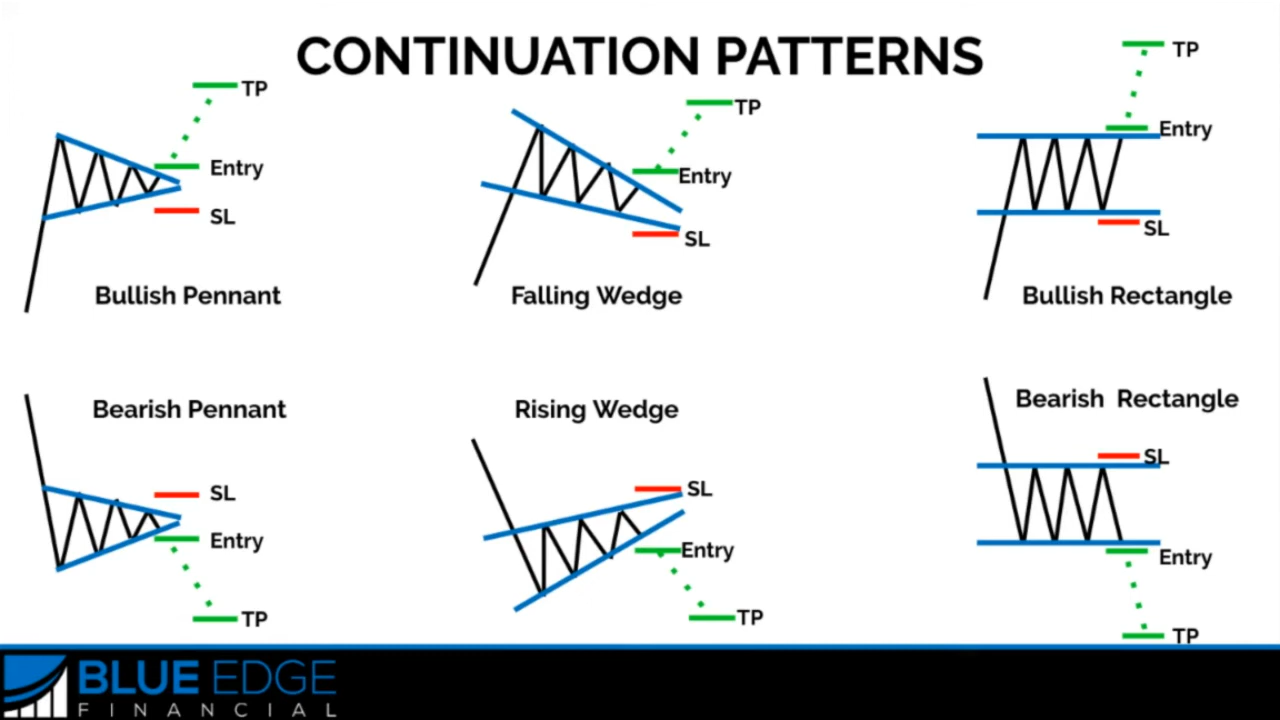 CONTINUATION PATTERNS
TP
Entry
SL
Bullish Pennant
TP
Entry
SL
Falling Wedge
TP
Entry
SL
Bullish Rectangle
Bearish Pennant
SL
Entry
TP
Rising Wedge
SL
Entry
TP
Bearish Rectangle
SL
Entry
TP
BLUE EDGE
FINANCIAL